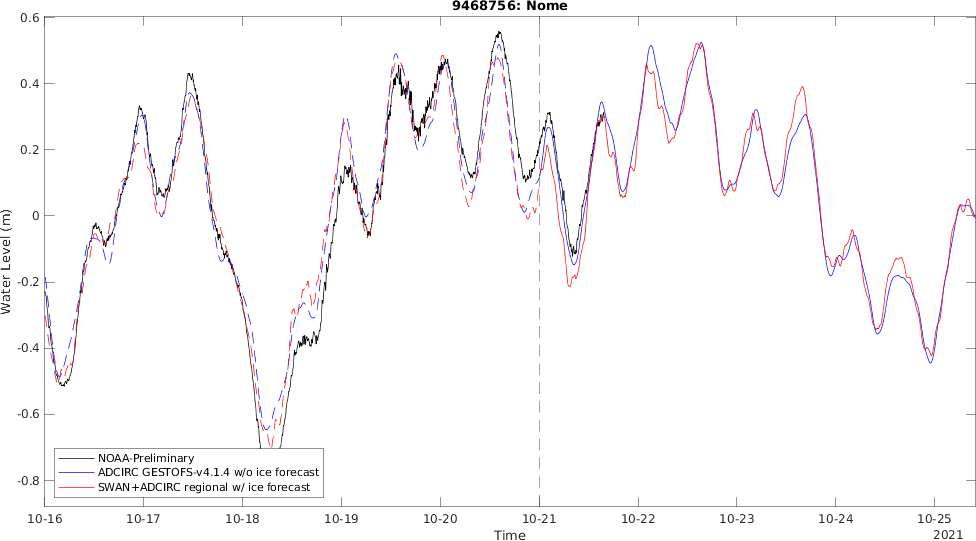 9468756: Nome
0.6
0.4
0.2
0
-0.2
-0.4
-0.6
-0.8
Water Level (m)
NOAA-Preliminary
ADCIRC GESTOFS-v4.1.4 w/o ice forecast
SWAN+ADCIRC regional w/ ice forecast
10-16 10-17 10-18 10-19 10-20 10-21 10-22 10-23 10-24 10-25
Time
2021